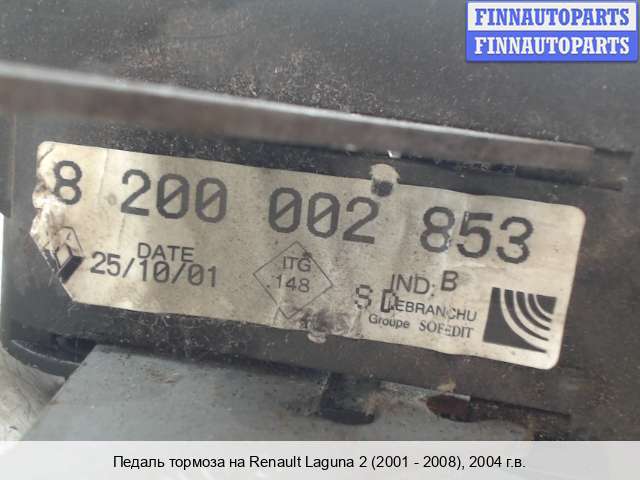 FINNAUTOPARTS
FINNAUTOPARTS
8 200 002 853
DATE
25/10/01
ITG
148
IND: B
S D
LEBRANCHU
Groupe SOFEDIT
Педаль тормоза на Renault Laguna 2 (2001 - 2008), 2004 г.в.